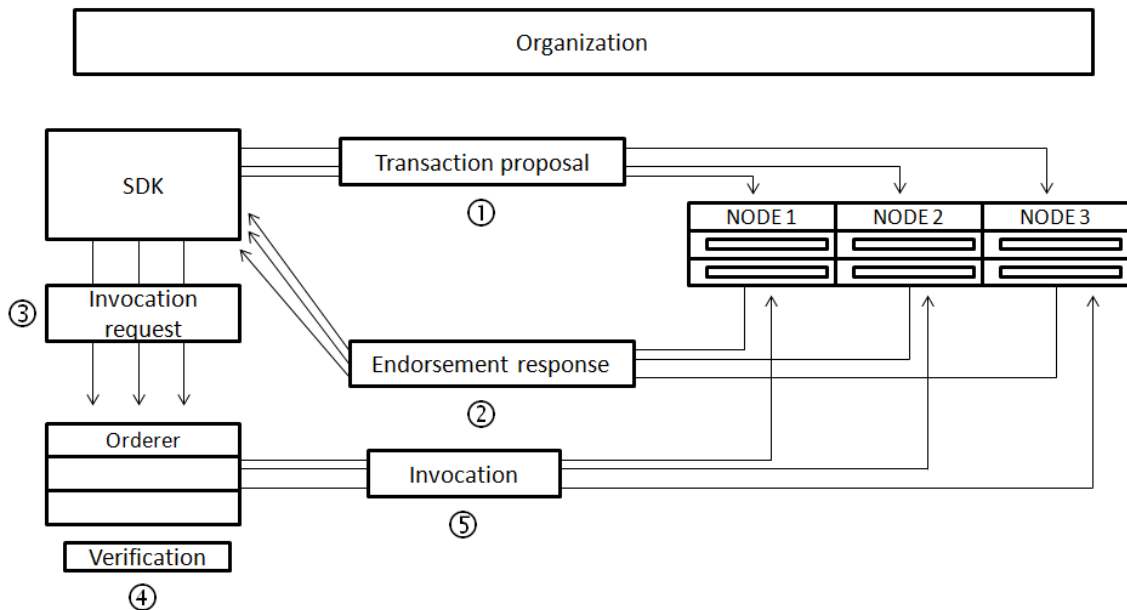 Organization
SDK
Transaction proposal
①
NODE 1
NODE 2
NODE 3
③
Invocation
request
Endorsement response
②
Orderer
Invocation
⑤
Verification
④